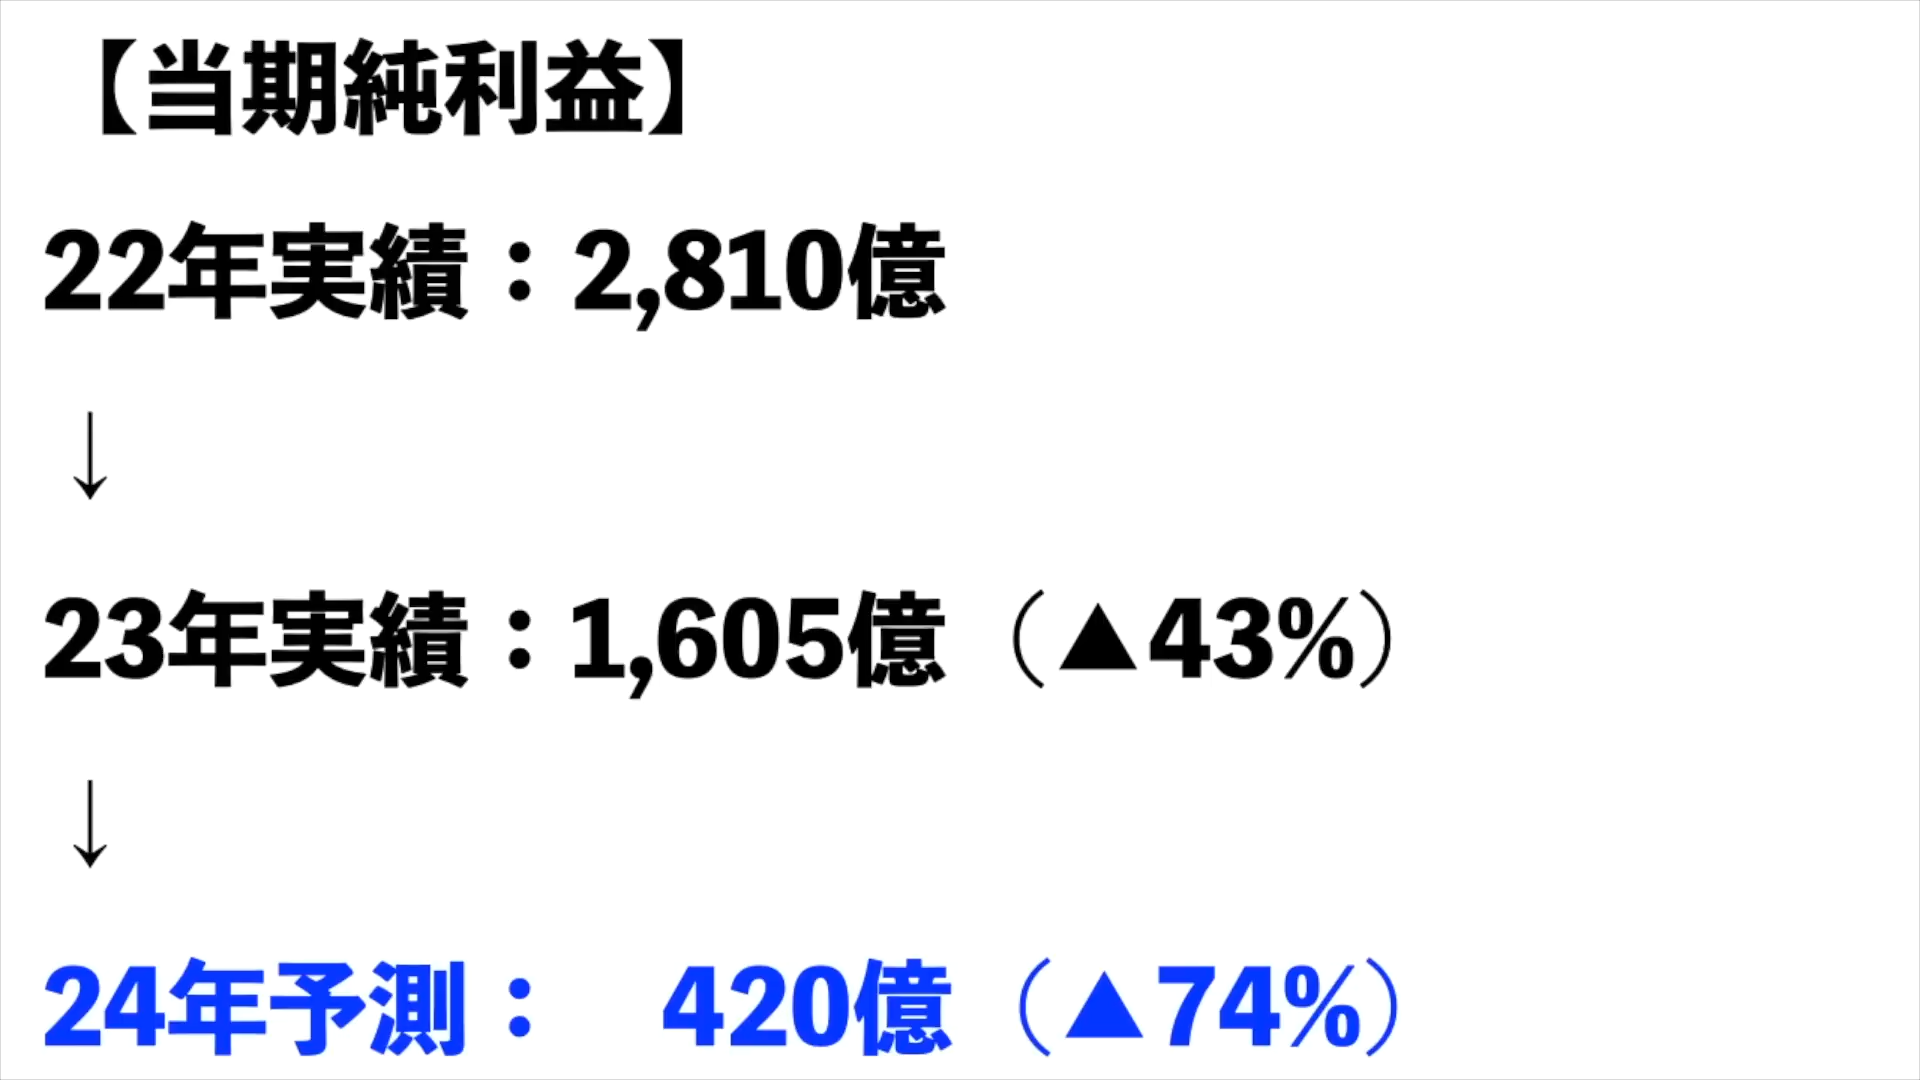 【当期純利益】
22年実績：2,810億
↓
23年実績：1,605億（▲43%）
↓
24年予測：　420億（▲74%）